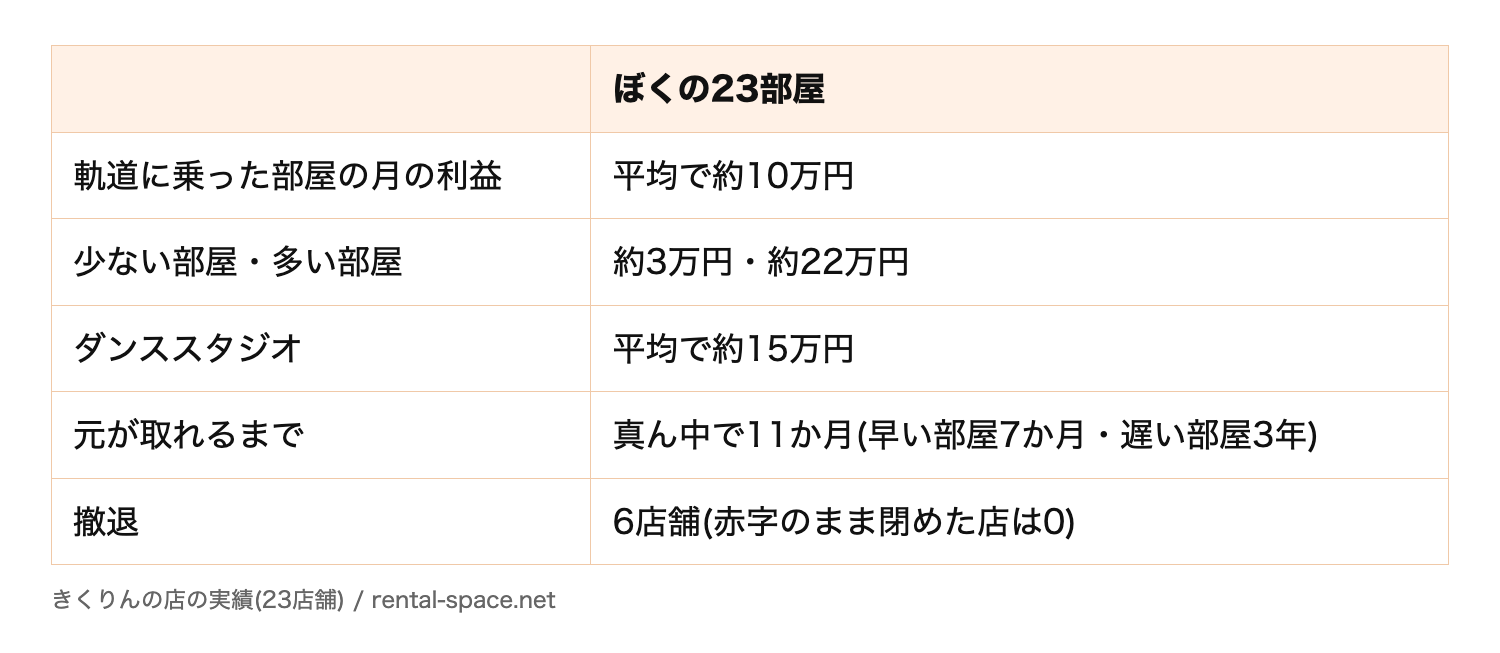 ぼくの23部屋
軌道に乗った部屋の月の利益 平均で約10万円
少ない部屋・多い部屋 約3万円・約22万円
ダンススタジオ 平均で約15万円
元が取れるまで 真ん中で11か月(早い部屋7か月・遅い部屋3年)
撤退 6店舗(赤字のまま閉めた店は0)
きくりんの店の実績(23店舗) / rental-space.net